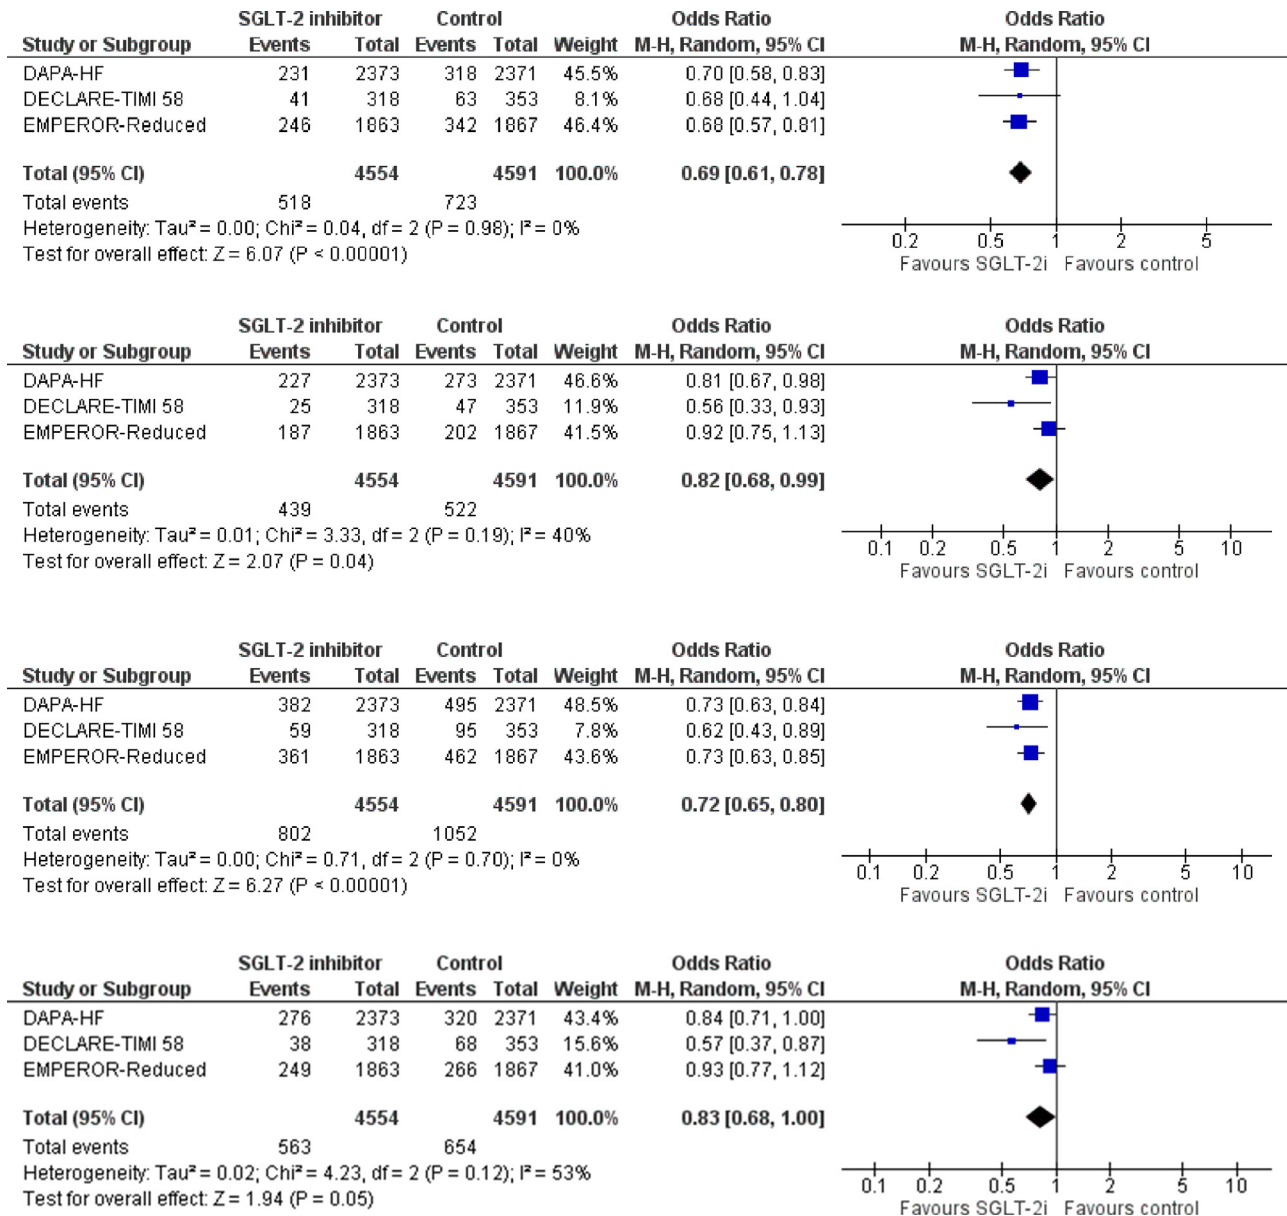 SGLT-2 inhibitor Control Odds Ratio Odds Ratio
Study or Subgroup Events Total Events Total Weight M-H, Random, 95% CI M-H, Random, 95% CI
DAPA-HF 231 2373 318 2371 45.5% 0.70 [0.58, 0.83]
DECLARE-TIMI 58 41 318 63 353 8.1% 0.68 [0.44, 1.04]
EMPEROR-Reduced 246 1863 342 1867 46.4% 0.68 [0.57, 0.81]
Total (95% CI) 4554 4591 100.0% 0.69 [0.61, 0.78]
Total events 518 723
Heterogeneity: Tau² = 0.00; Chi² = 0.04, df = 2 (P = 0.98); I² = 0%
Test for overall effect: Z = 6.07 (P < 0.00001)
0.2 0.5 1 2 5
Favours SGLT-2i Favours control
SGLT-2 inhibitor Control Odds Ratio Odds Ratio
Study or Subgroup Events Total Events Total Weight M-H, Random, 95% CI M-H, Random, 95% CI
DAPA-HF 227 2373 273 2371 46.6% 0.81 [0.67, 0.98]
DECLARE-TIMI 58 25 318 47 353 11.9% 0.56 [0.33, 0.93]
EMPEROR-Reduced 187 1863 202 1867 41.5% 0.92 [0.75, 1.13]
Total (95% CI) 4554 4591 100.0% 0.82 [0.68, 0.99]
Total events 439 522
Heterogeneity: Tau² = 0.01; Chi² = 3.33, df = 2 (P = 0.19); I² = 40%
Test for overall effect: Z = 2.07 (P = 0.04)
0.1 0.2 0.5 1 2 5 10
Favours SGLT-2i Favours control
SGLT-2 inhibitor Control Odds Ratio Odds Ratio
Study or Subgroup Events Total Events Total Weight M-H, Random, 95% CI M-H, Random, 95% CI
DAPA-HF 382 2373 495 2371 48.5% 0.73 [0.63, 0.84]
DECLARE-TIMI 58 59 318 95 353 7.8% 0.62 [0.43, 0.89]
EMPEROR-Reduced 361 1863 462 1867 43.6% 0.73 [0.63, 0.85]
Total (95% CI) 4554 4591 100.0% 0.72 [0.65, 0.80]
Total events 802 1052
Heterogeneity: Tau² = 0.00; Chi² = 0.71, df = 2 (P = 0.70); I² = 0%
Test for overall effect: Z = 6.27 (P < 0.00001)
0.1 0.2 0.5 1 2 5 10
Favours SGLT-2i Favours control
SGLT-2 inhibitor Control Odds Ratio Odds Ratio
Study or Subgroup Events Total Events Total Weight M-H, Random, 95% CI M-H, Random, 95% CI
DAPA-HF 276 2373 320 2371 43.4% 0.84 [0.71, 1.00]
DECLARE-TIMI 58 38 318 68 353 15.6% 0.57 [0.37, 0.87]
EMPEROR-Reduced 249 1863 266 1867 41.0% 0.93 [0.77, 1.12]
Total (95% CI) 4554 4591 100.0% 0.83 [0.68, 1.00]
Total events 563 654
Heterogeneity: Tau² = 0.02; Chi² = 4.23, df = 2 (P = 0.12); I² = 53%
Test for overall effect: Z = 1.94 (P = 0.05)
0.1 0.2 0.5 1 2 5 10
Favours SGLT-2i Favours control